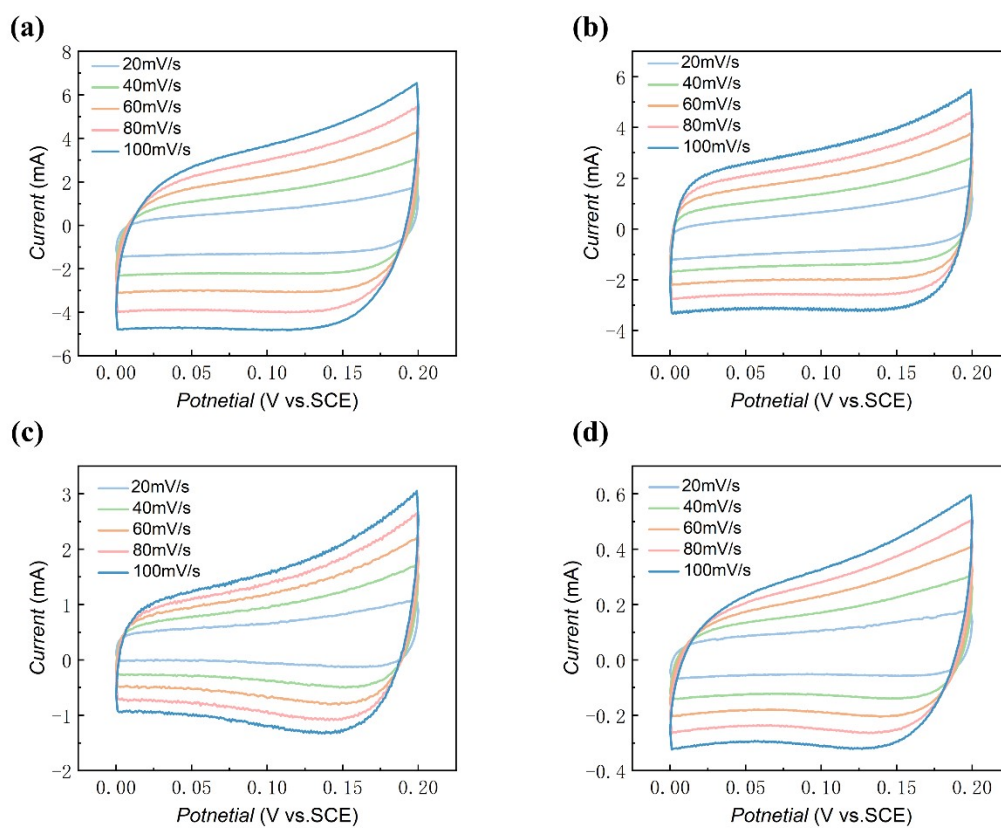 (a)
8
6
4
2
0
-2
-4
-6
20mV/s
40mV/s
60mV/s
80mV/s
100mV/s
Current (mA)
0.00 0.05 0.10 0.15 0.20
Potnetial (V vs.SCE)
(b)
6
4
2
0
-2
-4
20mV/s
40mV/s
60mV/s
80mV/s
100mV/s
Current (mA)
0.00 0.05 0.10 0.15 0.20
Potnetial (V vs.SCE)
(c)
3
2
1
0
-1
-2
20mV/s
40mV/s
60mV/s
80mV/s
100mV/s
Current (mA)
0.00 0.05 0.10 0.15 0.20
Potnetial (V vs.SCE)
(d)
0.6
0.4
0.2
0.0
-0.2
-0.4
20mV/s
40mV/s
60mV/s
80mV/s
100mV/s
Current (mA)
0.00 0.05 0.10 0.15 0.20
Potnetial (V vs.SCE)